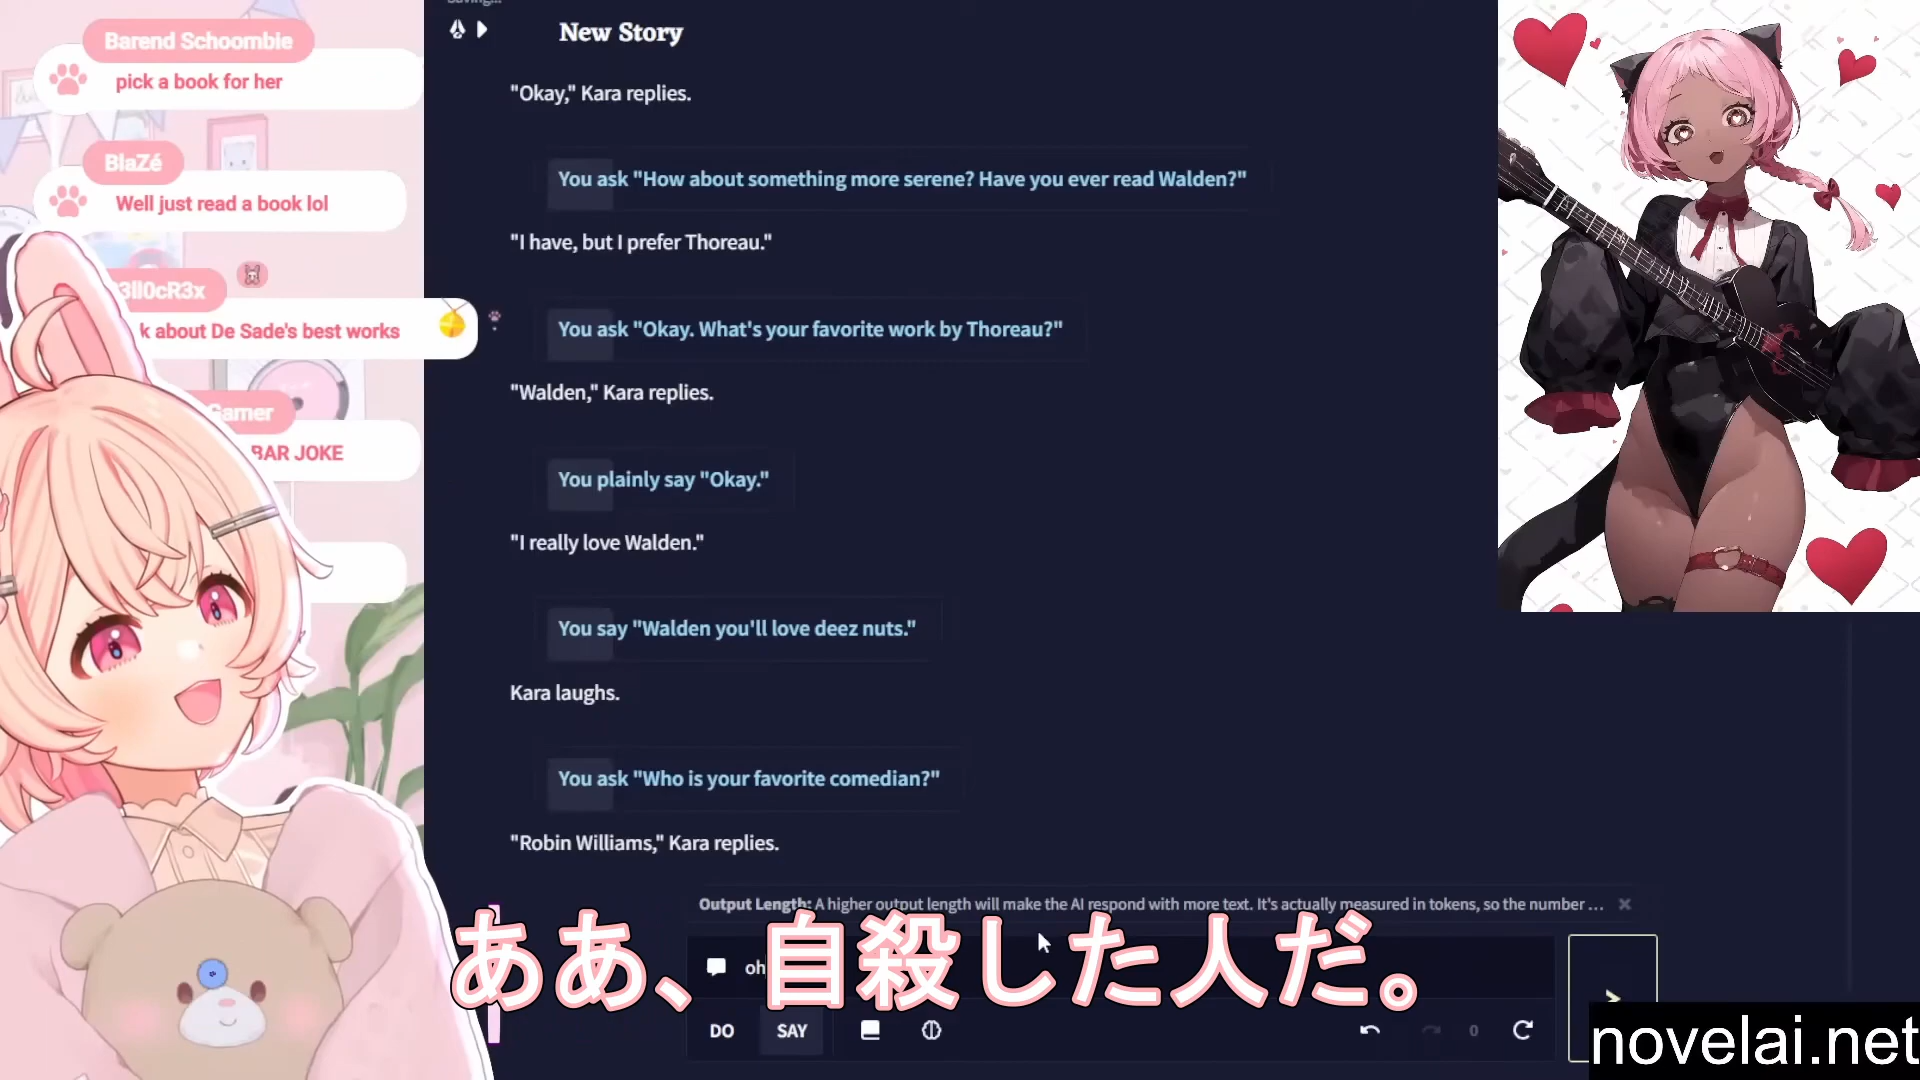 Barend Schoombie
pick a book for her
BlaZé
Well just read a book lol
3ll0cR3x
k about De Sade's best works
Gamer
BAR JOKE
Saving...
New Story
"Okay," Kara replies.
You ask "How about something more serene? Have you ever read Walden?"
"I have, but I prefer Thoreau."
You ask "Okay. What's your favorite work by Thoreau?"
"Walden," Kara replies.
You plainly say "Okay."
"I really love Walden."
You say "Walden you'll love deez nuts."
Kara laughs.
You ask "Who is your favorite comedian?"
"Robin Williams," Kara replies.
Output Length: A higher output length will make the AI respond with more text. It's actually measured in tokens, so the number ...
oh
ああ、自殺した人だ。
DO SAY 0
novelai.net